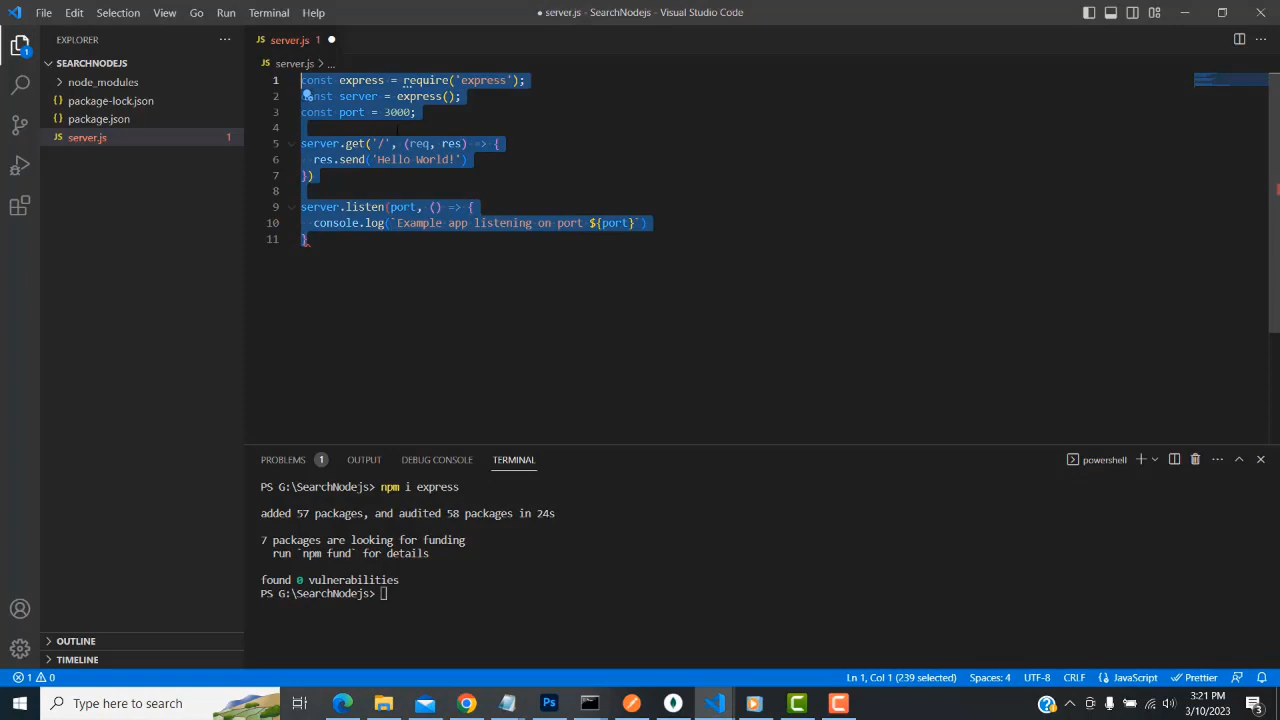 File Edit Selection View Go Run Terminal Help
● server.js - SearchNodejs - Visual Studio Code
EXPLORER
SEARCHNODEJS
node_modules
package-lock.json
package.json
server.js 1
1
JS server.js 1
JS server.js > ...
1 const express = require('express');
2 const server = express();
3 const port = 3000;
4
5 server.get('/', (req, res) => {
6 res.send('Hello World!')
7 })
8
9 server.listen(port, () => {
10 console.log(`Example app listening on port ${port}`)
11 }
PROBLEMS 1 OUTPUT DEBUG CONSOLE TERMINAL
powershell
PS G:\SearchNodejs> npm i express
added 57 packages, and audited 58 packages in 24s
7 packages are looking for funding
run `npm fund` for details
found 0 vulnerabilities
PS G:\SearchNodejs>
OUTLINE
TIMELINE
1 0
Ln 1, Col 1 (239 selected) Spaces: 4 UTF-8 CRLF JavaScript Prettier
Type here to search
Ps
3:21 PM
3/10/2023